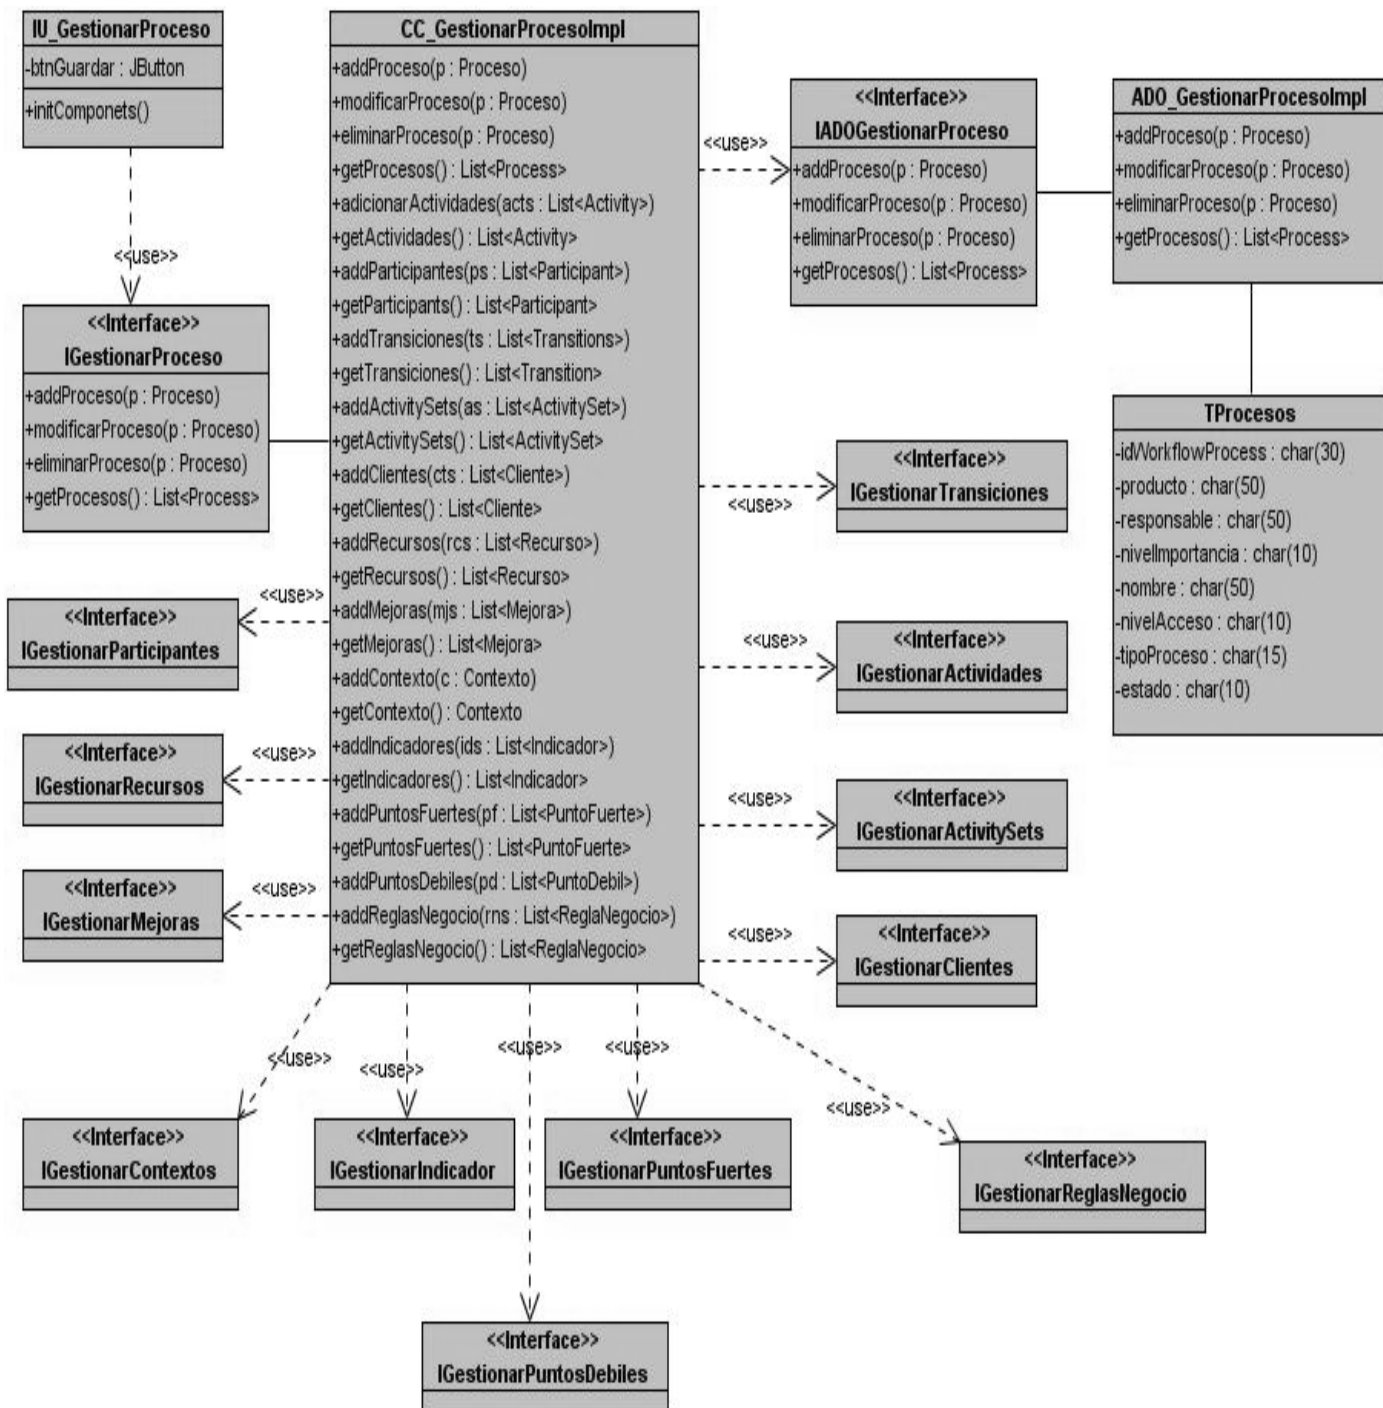 IU_GestionarProceso
-btnGuardar : JButton
+initComponets()
<<use>>
<<Interface>>
IGestionarProceso
+addProceso(p : Proceso)
+modificarProceso(p : Proceso)
+eliminarProceso(p : Proceso)
+getProcesos() : List<Process>
CC_GestionarProcesoImpl
+addProceso(p : Proceso)
+modificarProceso(p : Proceso)
+eliminarProceso(p : Proceso)
+getProcesos() : List<Process>
+adicionarActividades(acts : List<Activity>)
+getActividades() : List<Activity>
+addParticipantes(ps : List<Participant>)
+getParticipants() : List<Participant>
+addTransiciones(ts : List<Transitions>)
+getTransiciones() : List<Transition>
+addActivitySets(as : List<ActivitySet>)
+getActivitySets() : List<ActivitySet>
+addClientes(cts : List<Cliente>)
+getClientes() : List<Cliente>
+addRecursos(rcs : List<Recurso>)
+getRecursos() : List<Recurso>
+addMejoras(mjs : List<Mejora>)
+getMejoras() : List<Mejora>
+addContexto(c : Contexto)
+getContexto() : Contexto
+addIndicadores(ids : List<Indicador>)
+getIndicadores() : List<Indicador>
+addPuntosFuertes(pf : List<PuntoFuerte>)
+getPuntosFuertes() : List<PuntoFuerte>
+addPuntosDebiles(pd : List<PuntoDebil>)
+addReglasNegocio(rns : List<ReglaNegocio>)
+getReglasNegocio() : List<ReglaNegocio>
<<use>>
<<Interface>>
IADOGestionarProceso
+addProceso(p : Proceso)
+modificarProceso(p : Proceso)
+eliminarProceso(p : Proceso)
+getProcesos() : List<Process>
ADO_GestionarProcesoImpl
+addProceso(p : Proceso)
+modificarProceso(p : Proceso)
+eliminarProceso(p : Proceso)
+getProcesos() : List<Process>
TProcesos
-idWorkflowProcess : char(30)
-producto : char(50)
-responsable : char(50)
-nivelImportancia : char(10)
-nombre : char(50)
-nivelAcceso : char(10)
-tipoProceso : char(15)
-estado : char(10)
<<use>>
<<Interface>>
IGestionarTransiciones
<<use>>
<<Interface>>
IGestionarParticipantes
<<use>>
<<Interface>>
IGestionarActividades
<<use>>
<<Interface>>
IGestionarRecursos
<<use>>
<<Interface>>
IGestionarActivitySets
<<use>>
<<Interface>>
IGestionarMejoras
<<use>>
<<Interface>>
IGestionarClientes
<<use>>
<<Interface>>
IGestionarContextos
<<use>>
<<Interface>>
IGestionarIndicador
<<use>>
<<use>>
<<Interface>>
IGestionarPuntosFuertes
<<use>>
<<Interface>>
IGestionarReglasNegocio
<<Interface>>
IGestionarPuntosDebiles